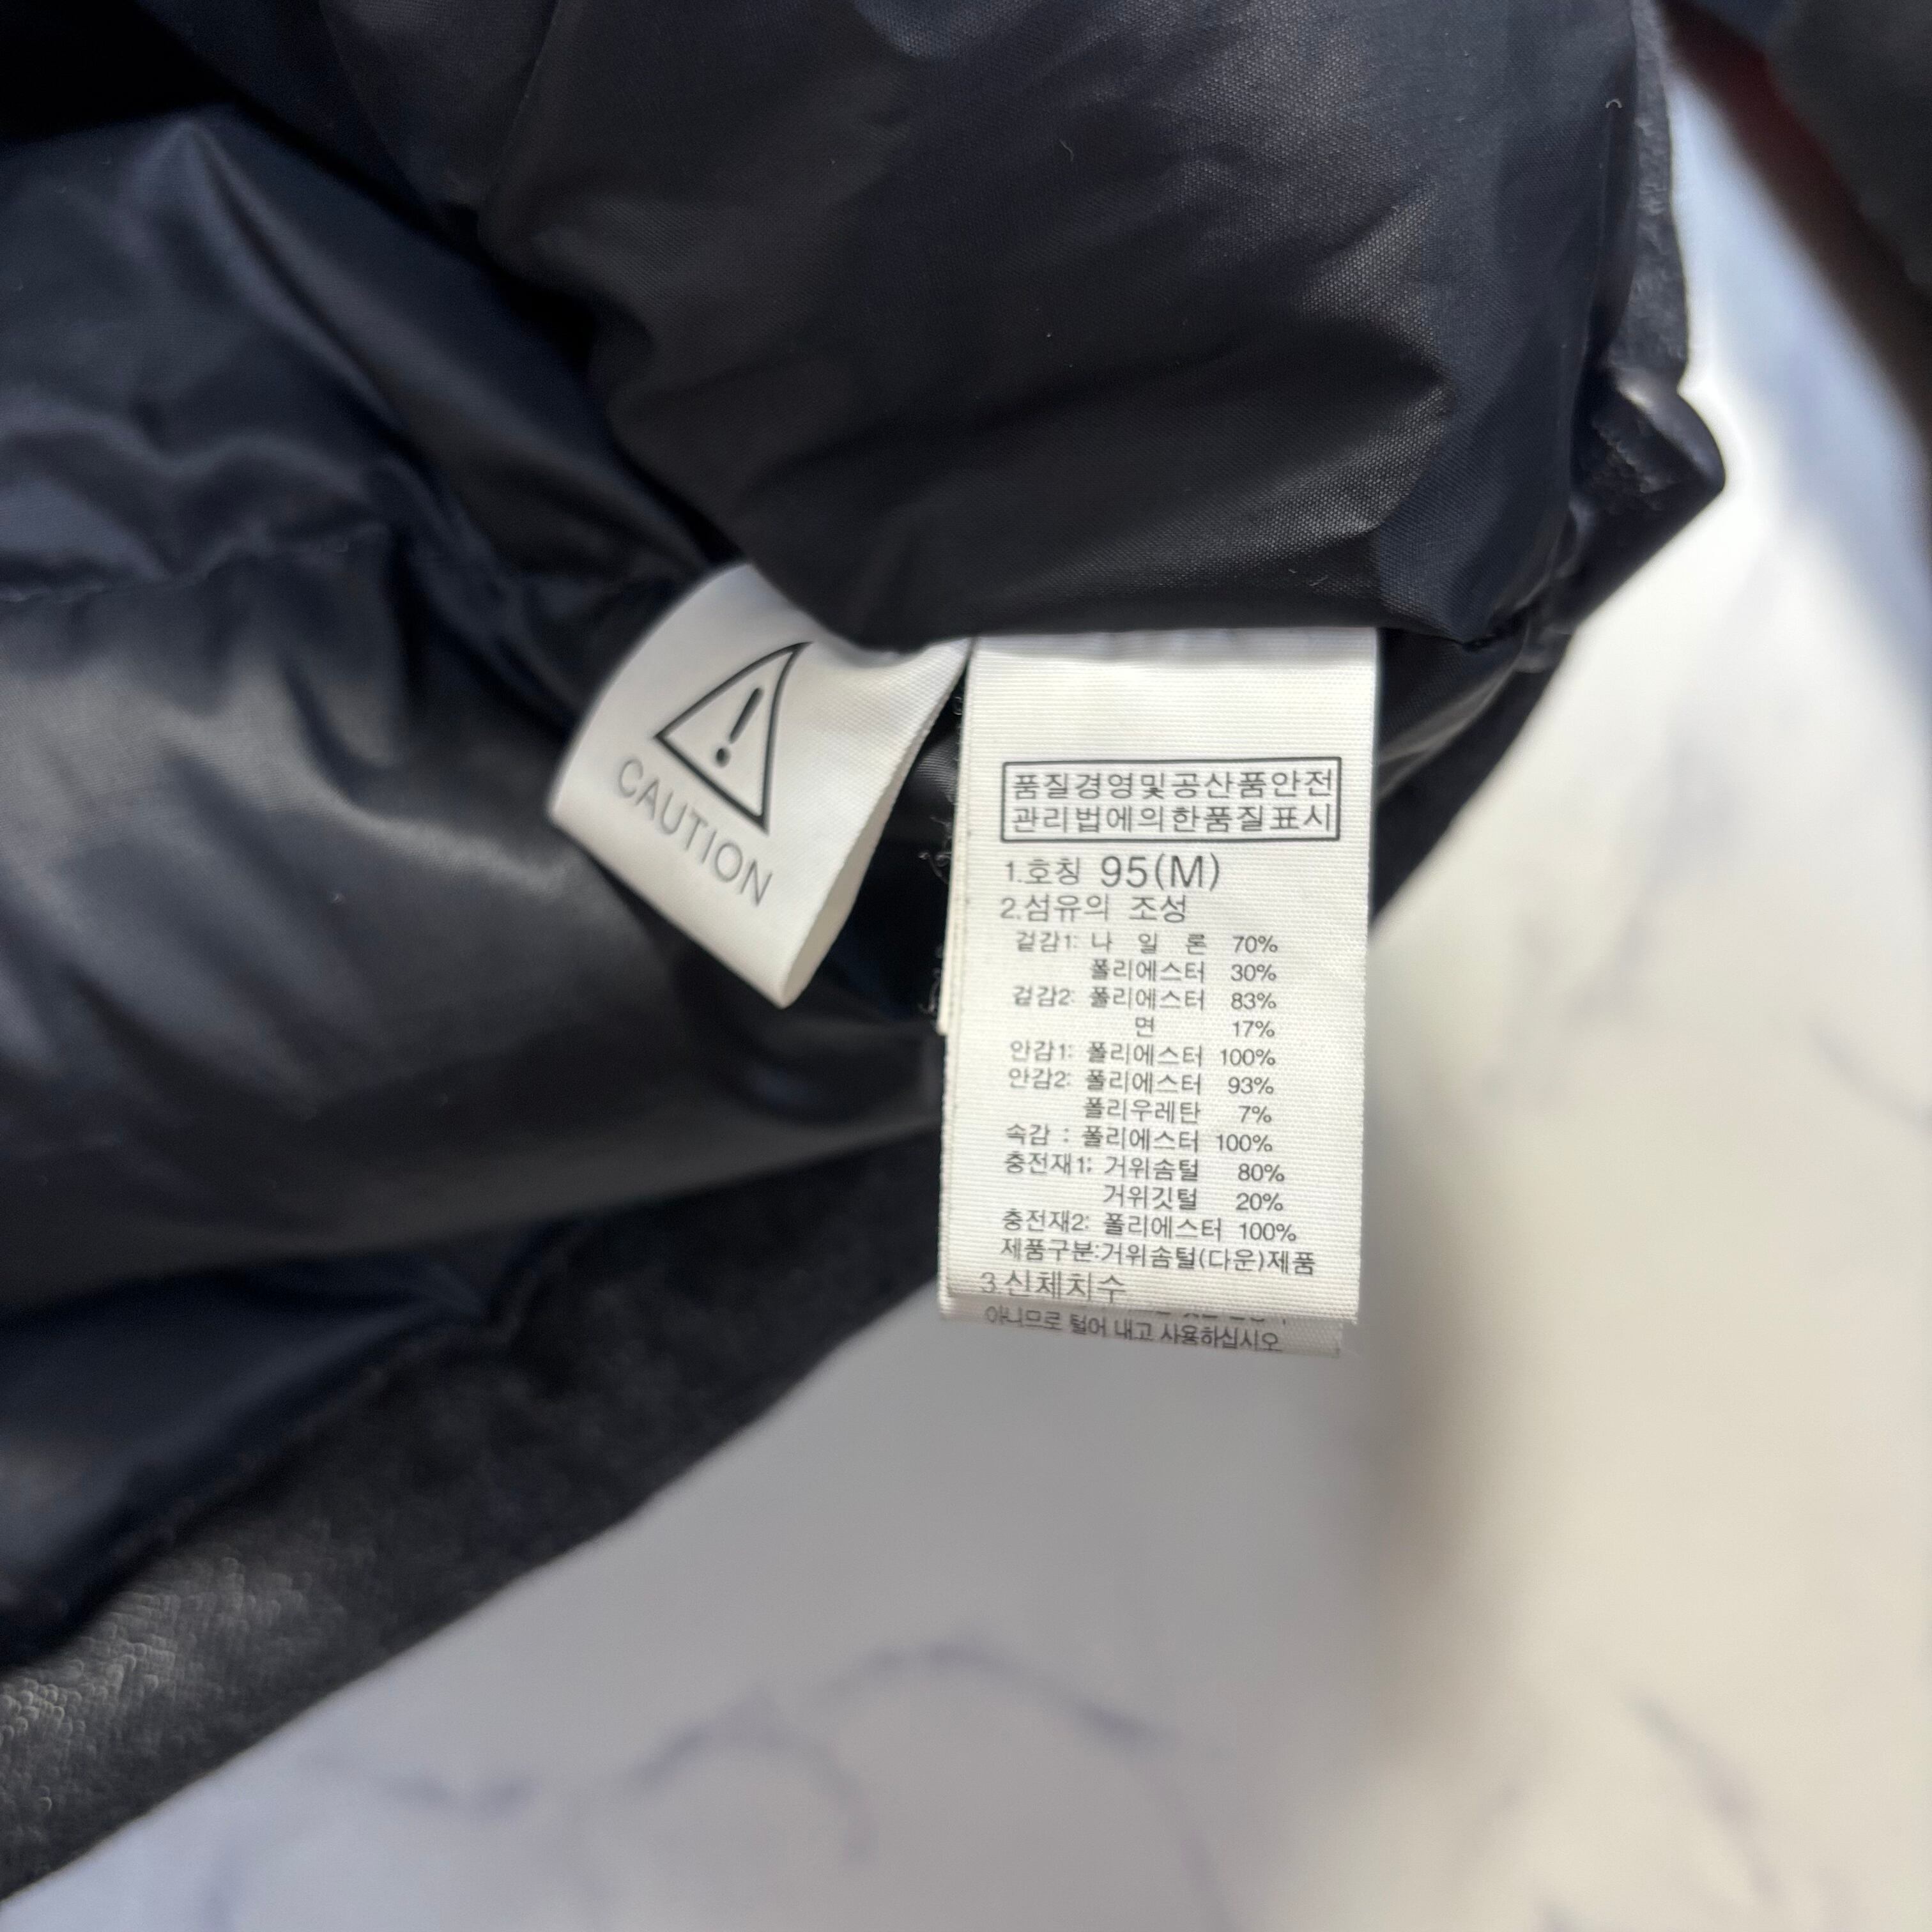 CAUTION
품질경영및공산품안전
관리법에의한품질표시
1.호칭 95(M)
2.섬유의 조성
겉감1: 나 일 론 70%
폴리에스터 30%
겉감2: 폴리에스터 83%
면 17%
안감1: 폴리에스터 100%
안감2: 폴리에스터 93%
폴리우레탄 7%
속감 : 폴리에스터 100%
충전재1: 거위솜털 80%
거위깃털 20%
충전재2: 폴리에스터 100%
제품구분:거위솜털(다운)제품
3.신체치수
아니므로 털어 내고 사용하십시오